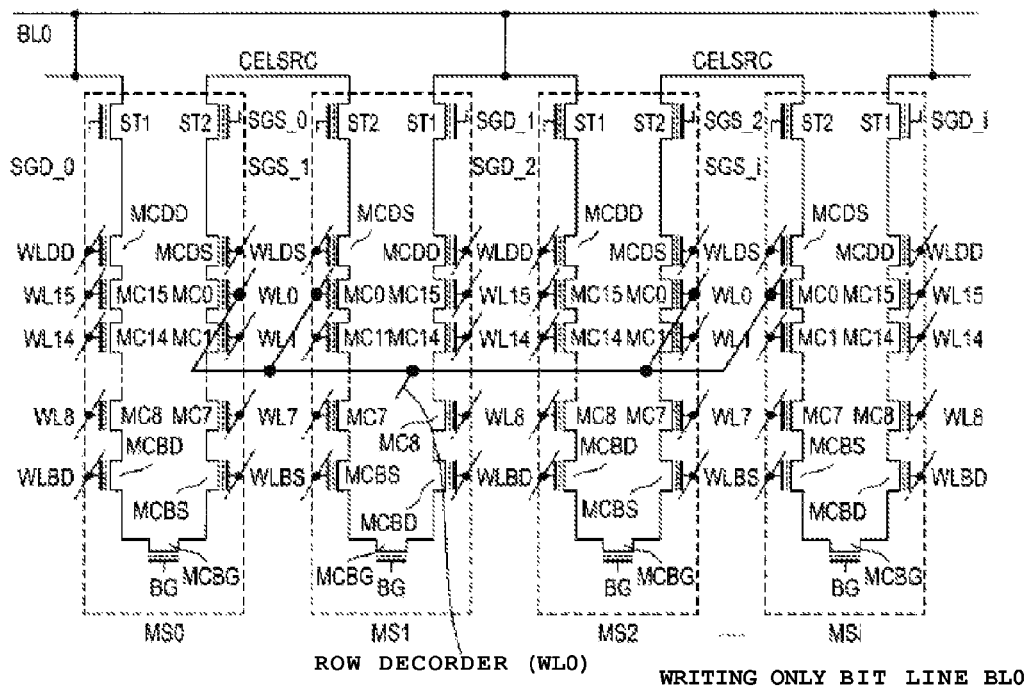 BL0
CELSRC CELSRC
ST1 ST2 SGS_0 ST2 ST1 SGD_1 ST1 ST2 SGS_2 ST2 ST1 SGD_i
SGD_0 SGS_1 SGD_2 SGS_i
MCDD MCDS MCDD MCDS
WLDD MCDS WLDS MCDD WLDD MCDS WLDS MCDD WLDD
WL15 MC15 MC0 WL0 MC0 MC15 WL15 MC15 MC0 WL0 MC0 MC15 WL15
WL14 MC14 MC1 WL1 MC11 MC14 WL14 MC14 MC1 WL1 MC1 MC14 WL14
WL8 MC8 MC7 WL7 MC7 MC8 WL8 MC8 MC7 WL7 MC7 MC8 WL8
MCBD MCBD MCBS
WLBD WLBS MCBS WLBD WLBS WLBD
MCBS MCBD MCBS MCBD
MCBG MCBG MCBG MCBG
BG BG BG BG
MS0 MS1 MS2 MSi
ROW DECORDER (WL0)
WRITING ONLY BIT LINE BL0